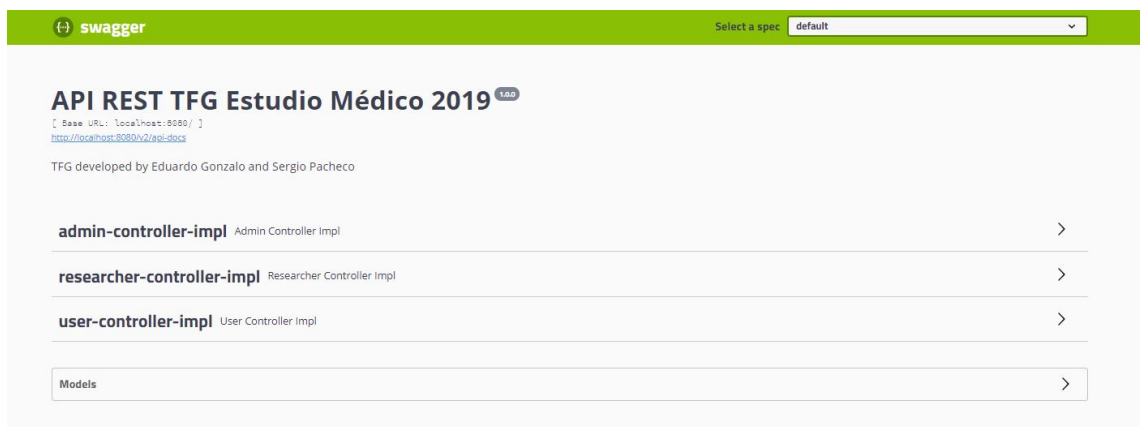 {··} swagger
Select a spec default
API REST TFG Estudio Médico 2019 1.0.0
[ Base URL: localhost:8080/ ]
http://localhost:8080/v2/api-docs
TFG developed by Eduardo Gonzalo and Sergio Pacheco
admin-controller-impl Admin Controller Impl
researcher-controller-impl Researcher Controller Impl
user-controller-impl User Controller Impl
Models